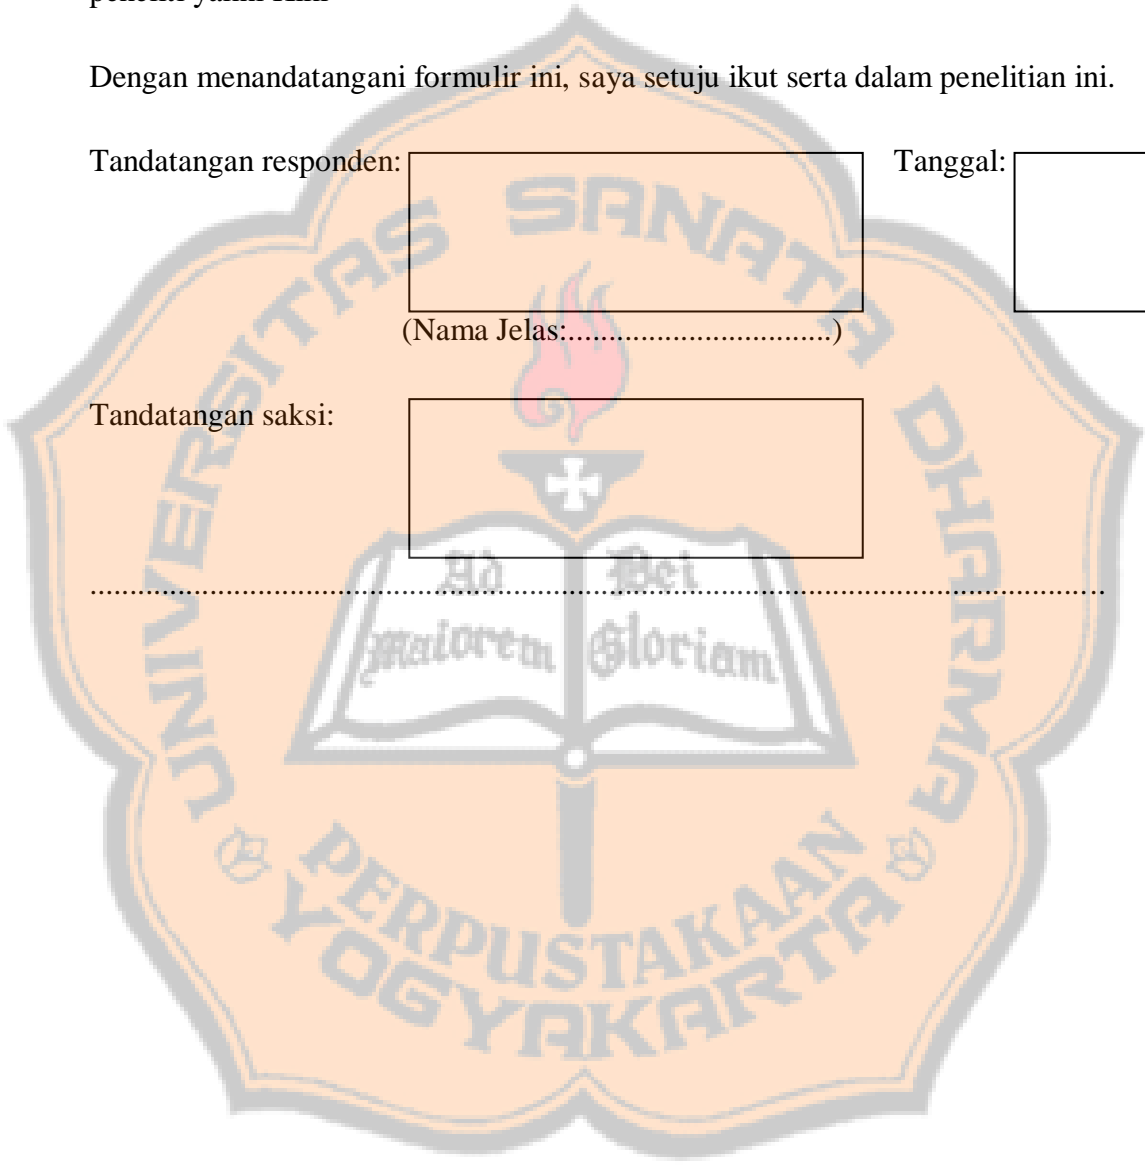 Dengan menandatangani formulir ini, saya setuju ikut serta dalam penelitian ini.
Tandatangan responden: Tanggal:
(Nama Jelas:................................)
Tandatangan saksi:
...............................................................................................................................
UNIVERSITAS SANATA DHARMA
Ad Dei
maiorem Gloriam
PERPUSTAKAAN
YOGYAKARTA